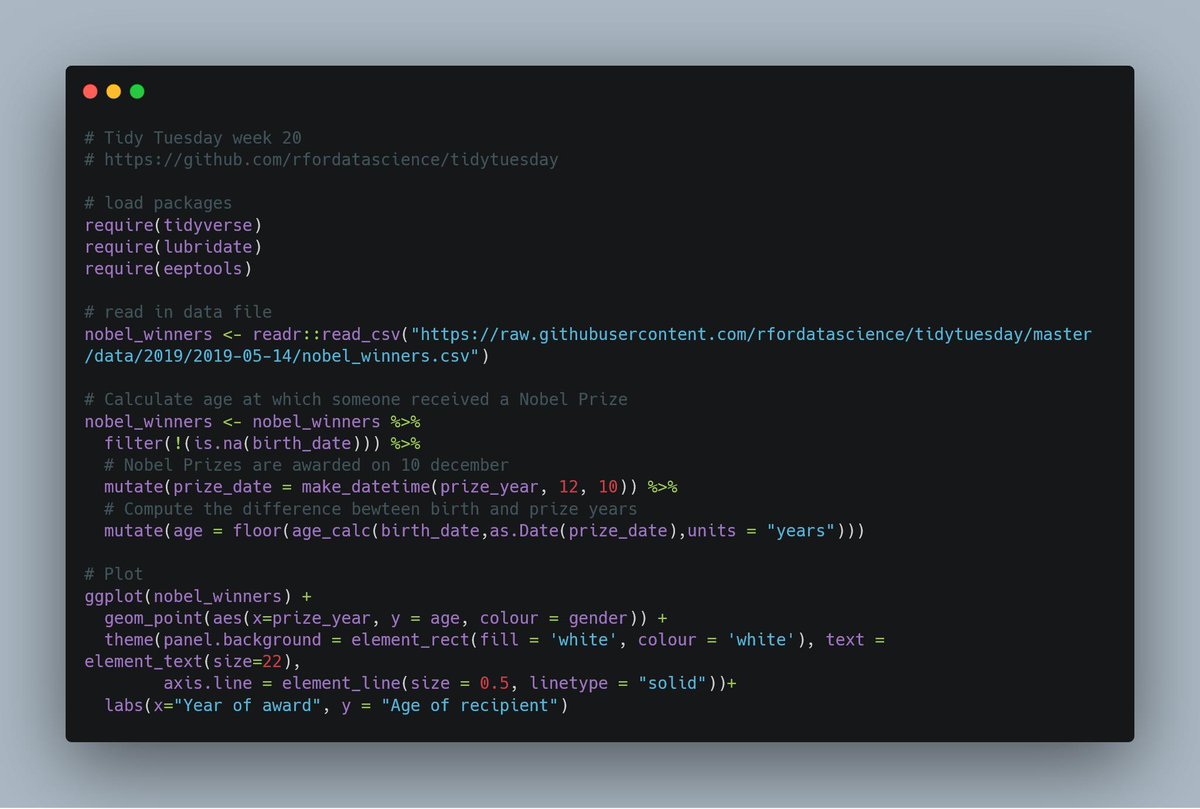 # Tidy Tuesday week 20
# https://github.com/rfordatascience/tidytuesday
# load packages
require(tidyverse)
require(lubridate)
require(eeptools)
# read in data file
nobel_winners <- readr::read_csv("https://raw.githubusercontent.com/rfordatascience/tidytuesday/master
/data/2019/2019-05-14/nobel_winners.csv")
# Calculate age at which someone received a Nobel Prize
nobel_winners <- nobel_winners %>%
  filter(!(is.na(birth_date))) %>%
  # Nobel Prizes are awarded on 10 december
  mutate(prize_date = make_datetime(prize_year, 12, 10)) %>%
  # Compute the difference bewteen birth and prize years
  mutate(age = floor(age_calc(birth_date,as.Date(prize_date),units = "years")))
# Plot
ggplot(nobel_winners) +
  geom_point(aes(x=prize_year, y = age, colour = gender)) +
  theme(panel.background = element_rect(fill = 'white', colour = 'white'), text =
element_text(size=22),
        axis.line = element_line(size = 0.5, linetype = "solid"))+
  labs(x="Year of award", y = "Age of recipient")